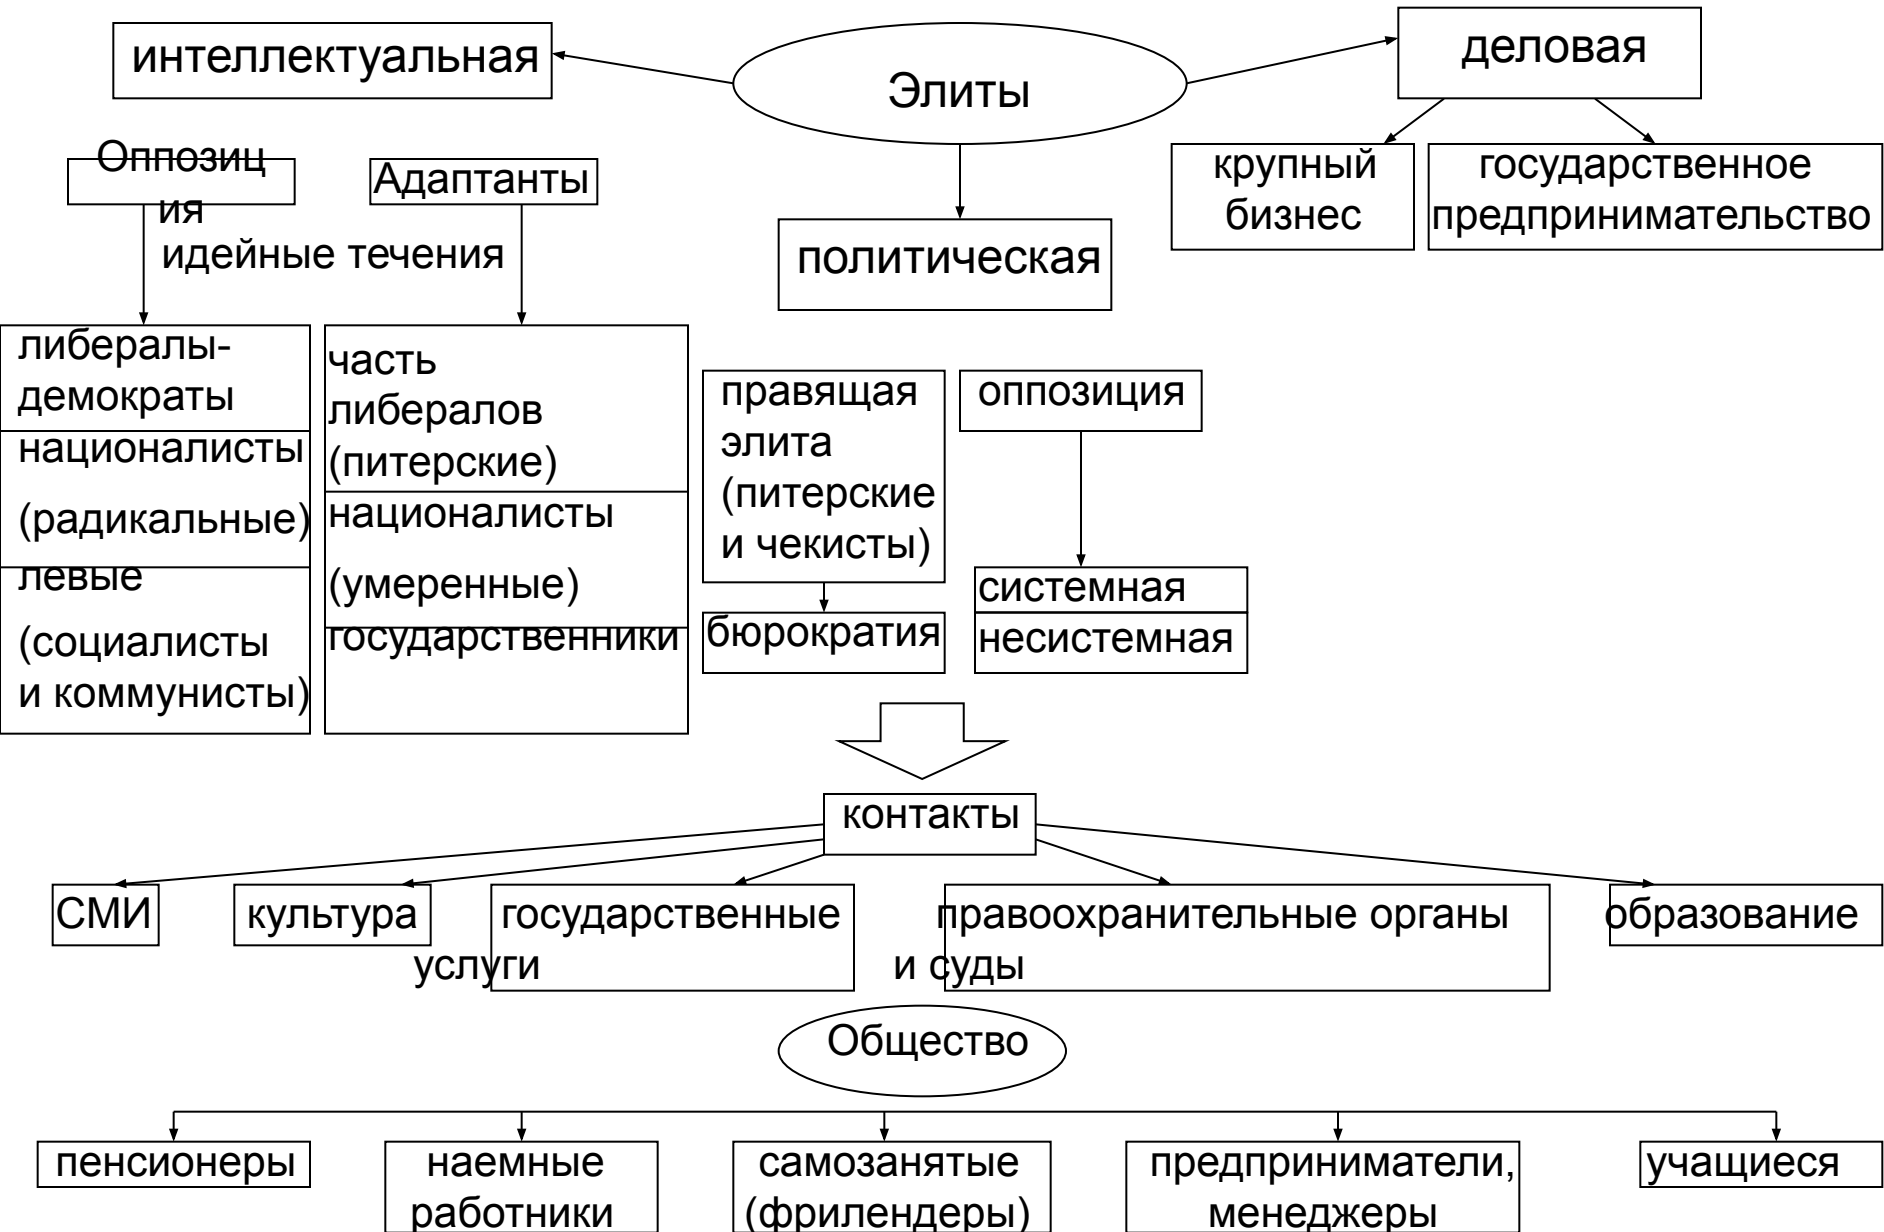 интеллектуальная
Элиты
деловая
Оппозиц
ия
Адаптанты
идейные течения
крупный
бизнес
государственное
предпринимательство
политическая
либералы-
демократы
националисты
(радикальные)
левые
(социалисты
и коммунисты)
часть
либералов
(питерские)
националисты
(умеренные)
государственники
правящая
элита
(питерские
и чекисты)
бюрократия
оппозиция
системная
несистемная
контакты
СМИ
культура
государственные
услуги
правоохранительные органы
и суды
образование
Общество
пенсионеры
наемные
работники
самозанятые
(фрилендеры)
предприниматели,
менеджеры
учащиеся